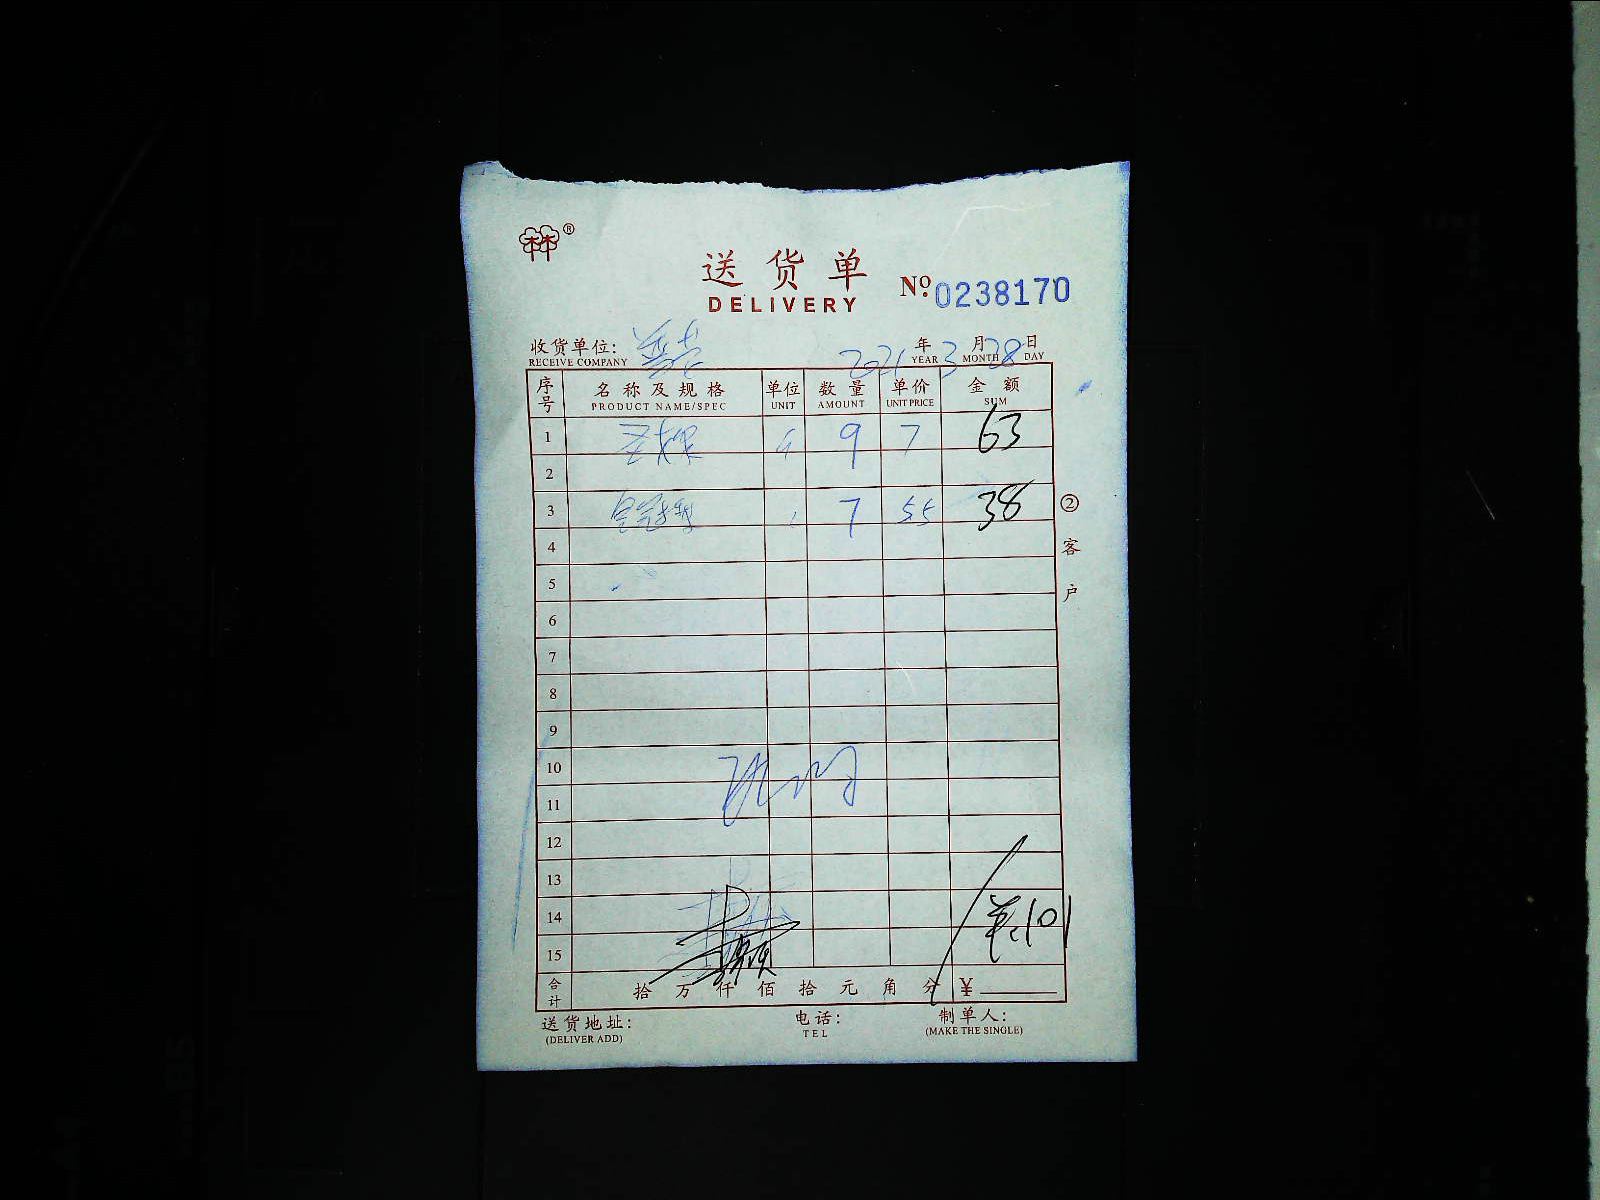 ®
送货单
DELIVERY
№ 0238170
收货单位:
RECEIVE COMPANY
2021 年 3 月 28 日
YEAR MONTH DAY
序号 名称及规格 单位 数量 单价 金额
PRODUCT NAME/SPEC UNIT AMOUNT UNIT PRICE SUM
1 9 7 63
2
3 7 55 38
4
5
6
7
8
9
10
11
12
13
14 101
15
合计 拾 万 仟 佰 拾 元 角 分 ¥
②客户
送货地址: 电话: 制单人:
(DELIVER ADD) TEL (MAKE THE SINGLE)